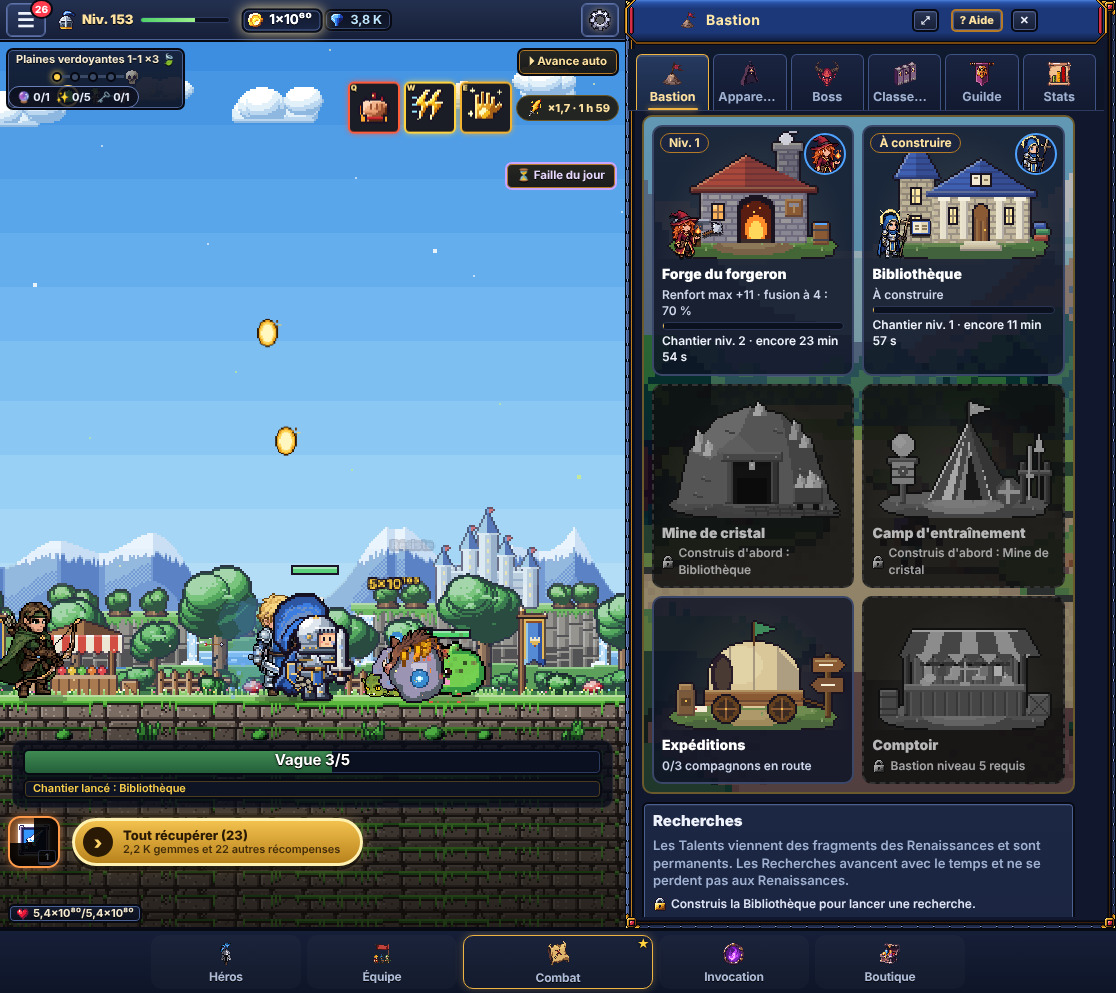 26
Niv. 153
1×10⁶⁰
3,8 K
Plaines verdoyantes 1-1 ×3
0/1
0/5
0/1
Avance auto
Q
W
E
×1,7 · 1 h 59
Faille du jour
Vague 3/5
Chantier lancé : Bibliothèque
1
Tout récupérer (23)
2,2 K gemmes et 22 autres récompenses
5,4×10⁸⁰/5,4×10⁸⁰
Bastion
? Aide
Bastion
Appare...
Boss
Classe...
Guilde
Stats
Niv. 1
Forge du forgeron
Renfort max +11 · fusion à 4 :
70 %
Chantier niv. 2 · encore 23 min
54 s
À construire
Bibliothèque
À construire
Chantier niv. 1 · encore 11 min
57 s
Mine de cristal
Construis d'abord :
Bibliothèque
Camp d'entraînement
Construis d'abord : Mine de
cristal
Expéditions
0/3 compagnons en route
Comptoir
Bastion niveau 5 requis
Recherches
Les Talents viennent des fragments des Renaissances et sont
permanents. Les Recherches avancent avec le temps et ne se
perdent pas aux Renaissances.
Construis la Bibliothèque pour lancer une recherche.
Héros
Équipe
Combat
Invocation
Boutique